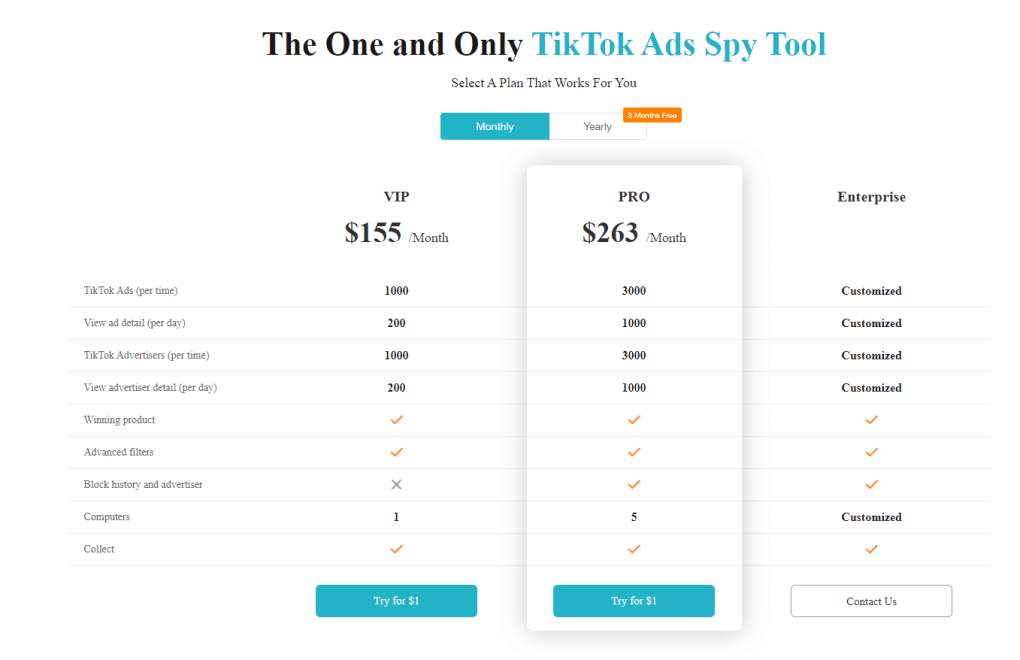 The One and Only TikTok Ads Spy Tool
Select A Plan That Works For You
Monthly Yearly 8 Months Free
VIP PRO Enterprise
$155 /Month $263 /Month
TikTok Ads (per time) 1000 3000 Customized
View ad detail (per day) 200 1000 Customized
TikTok Advertisers (per time) 1000 3000 Customized
View advertiser detail (per day) 200 1000 Customized
Winning product
Advanced filters
Block history and advertiser
Computers 1 5 Customized
Collect
Try for $1 Try for $1 Contact Us